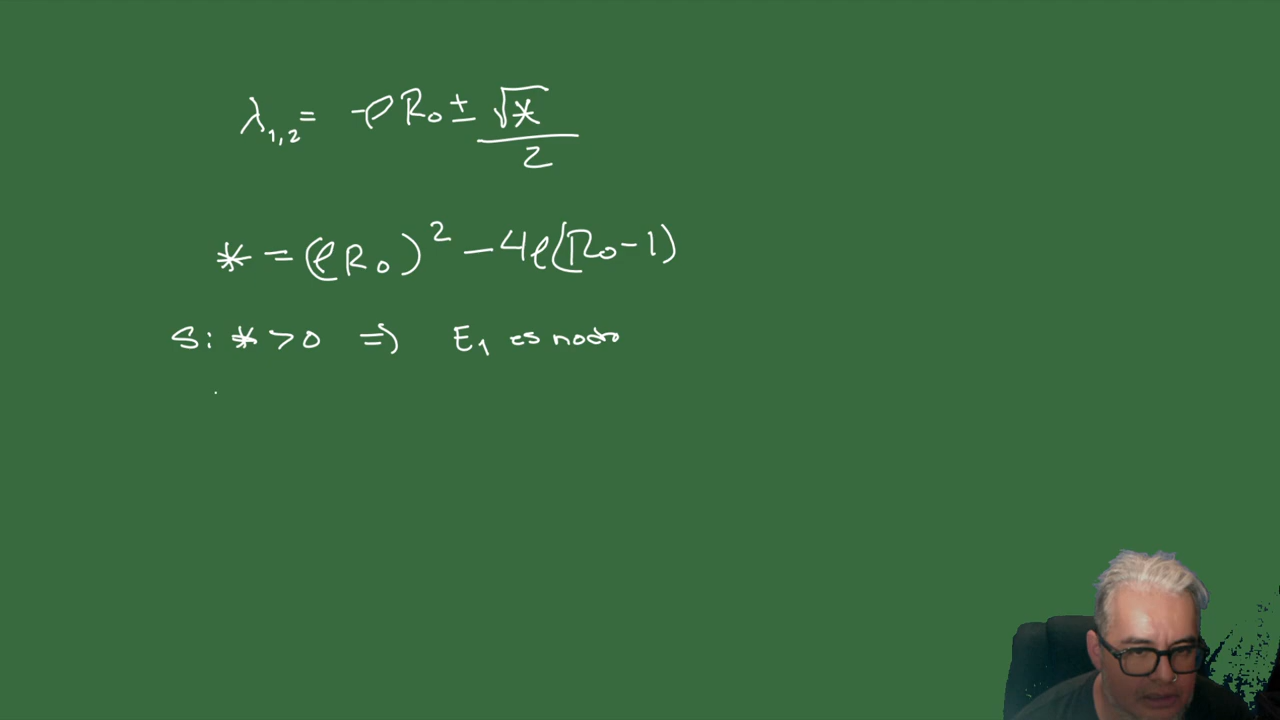 λ₁,₂ = -ρR₀ ± √* / 2
* = (ρR₀)² - 4ρ(R₀-1)
Si * > 0 ⇒ E₁ es nodo